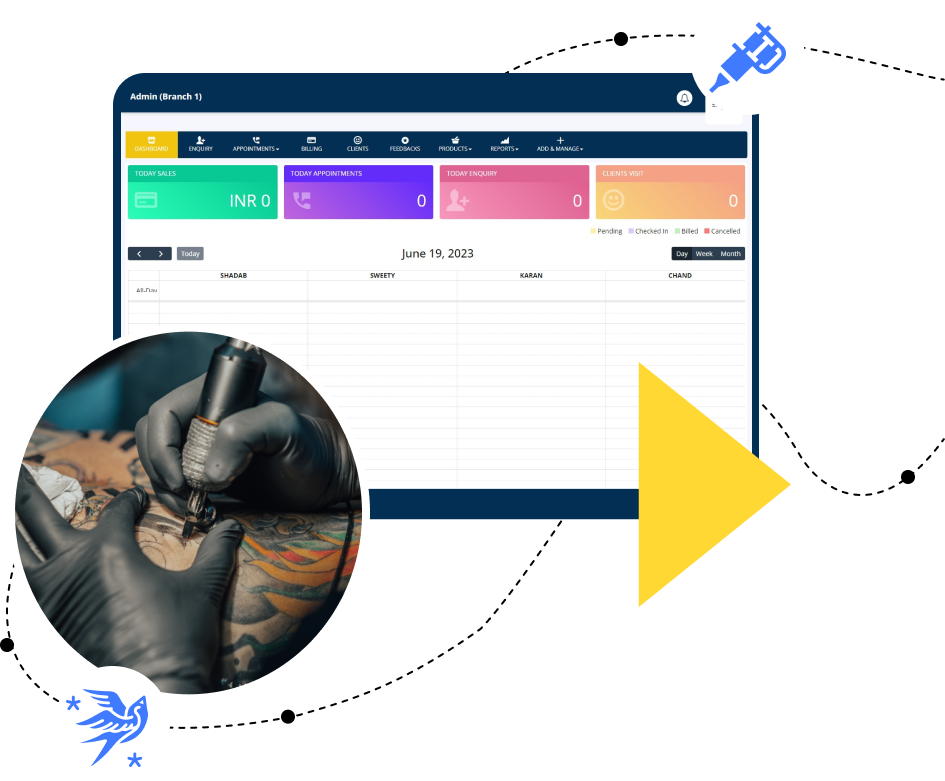 Admin (Branch 1)
DASHBOARD ENQUIRY APPOINTMENTS BILLING CLIENTS FEEDBACKS PRODUCTS REPORTS ADD & MANAGE
TODAY SALES TODAY APPOINTMENTS TODAY ENQUIRY CLIENTS VISIT
INR 0 0 0 0
Pending Checked In Billed Cancelled
Today June 19, 2023 Day Week Month
SHADAB SWEETY KARAN CHAND
All-Day